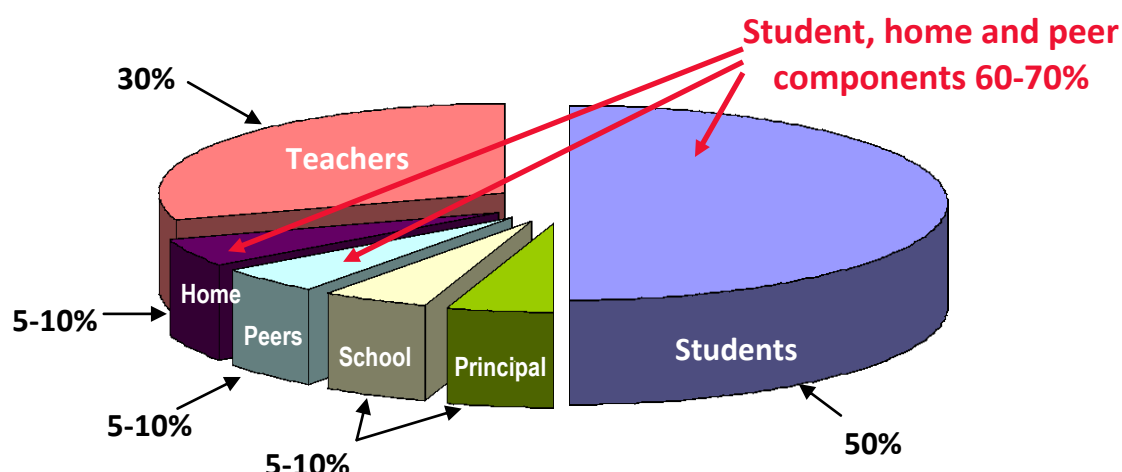 Student, home and peer
components 60-70%
30%
Teachers
Home
5-10%
Peers
5-10%
School
Principal
5-10%
Students
50%